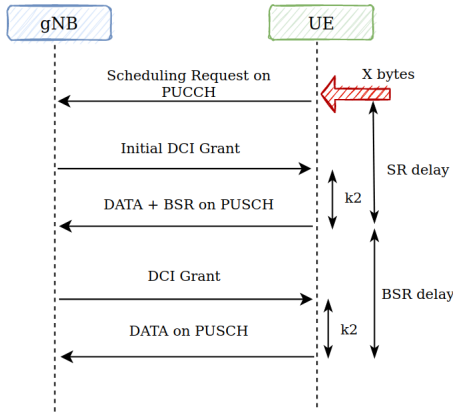 gNB
UE
X bytes
Scheduling Request on
PUCCH
Initial DCI Grant
SR delay
k2
DATA + BSR on PUSCH
DCI Grant
BSR delay
k2
DATA on PUSCH